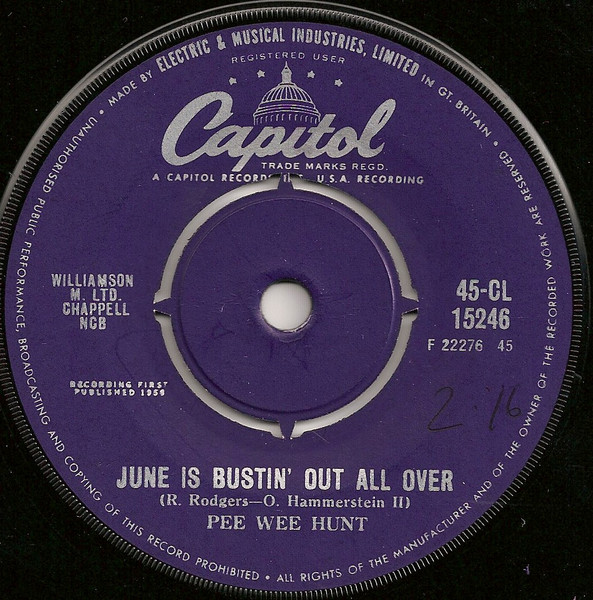 • MADE BY ELECTRIC & MUSICAL INDUSTRIES, LIMITED IN GT. BRITAIN •
REGISTERED USER
Capitol
TRADE MARKS REGD.
A CAPITOL RECORDS U.S.A. RECORDING
WILLIAMSON
M. LTD.
CHAPPELL
NCB
45-CL
15246
F 22276 45
RECORDING FIRST
PUBLISHED 1956
2.16
JUNE IS BUSTIN' OUT ALL OVER
(R. Rodgers—O. Hammerstein II)
PEE WEE HUNT
UNAUTHORISED PUBLIC PERFORMANCE, BROADCASTING AND COPYING OF THIS RECORD PROHIBITED • ALL RIGHTS OF THE MANUFACTURER AND OF THE OWNER OF THE RECORDED WORK ARE RESERVED •